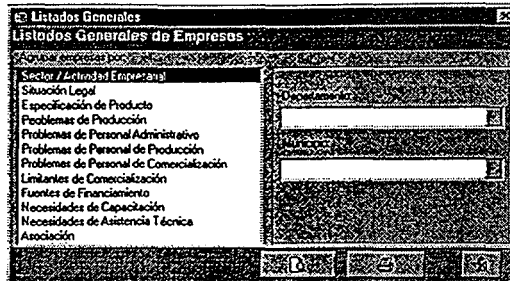 Listados Generales
Listados Generales de Empresas
Agrupar empresas por:
Sector / Actividad Empresarial
Situación Legal
Especificación de Producto
Problemas de Producción
Problemas de Personal Administrativo
Problemas de Personal de Producción
Problemas de Personal de Comercialización
Limitantes de Comercialización
Fuentes de Financiamiento
Necesidades de Capacitación
Necesidades de Asistencia Técnica
Asociación
Departamento:
Municipio: